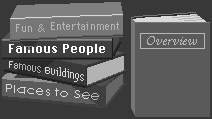 Fun & Entertainment
Famous People
Famous Buildings
Places to See
Overview